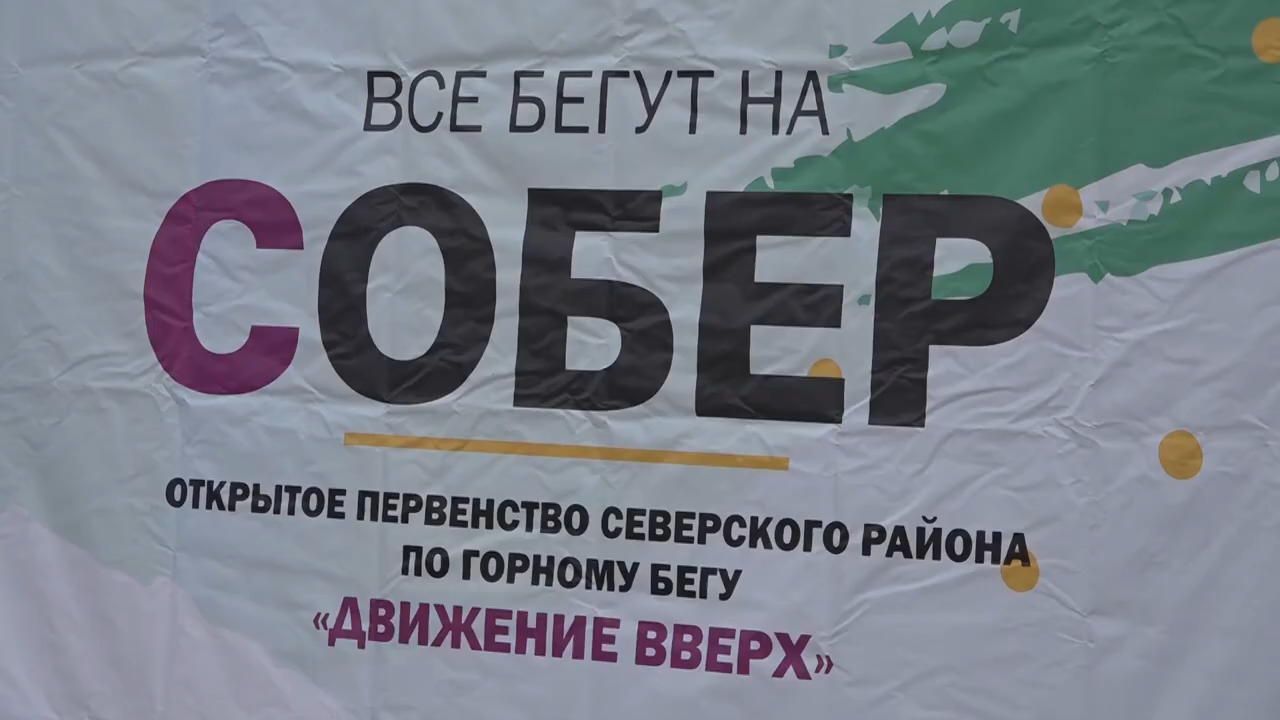 ВСЕ БЕГУТ НА
СОБЕР
ОТКРЫТОЕ ПЕРВЕНСТВО СЕВЕРСКОГО РАЙОНА
ПО ГОРНОМУ БЕГУ
«ДВИЖЕНИЕ ВВЕРХ»